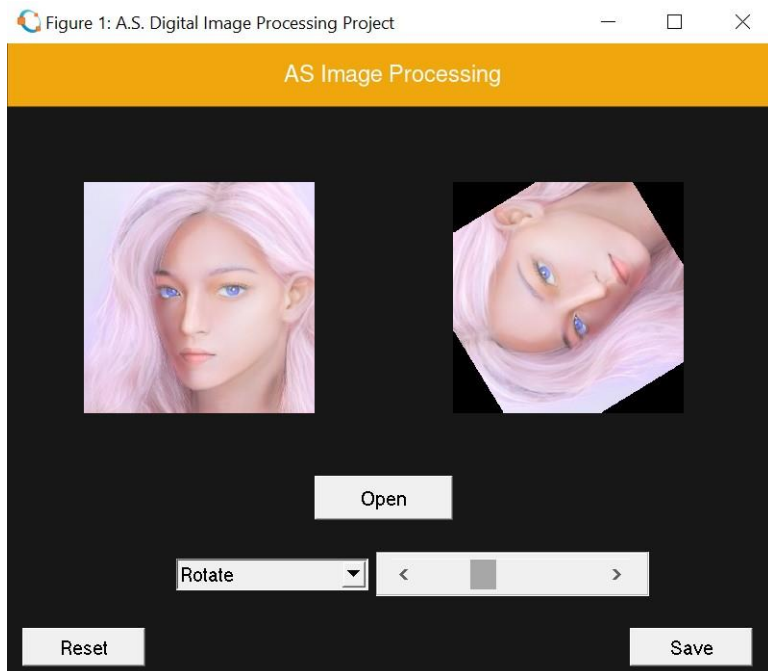 Figure 1: A.S. Digital Image Processing Project
AS Image Processing
Open
Rotate
Reset
Save